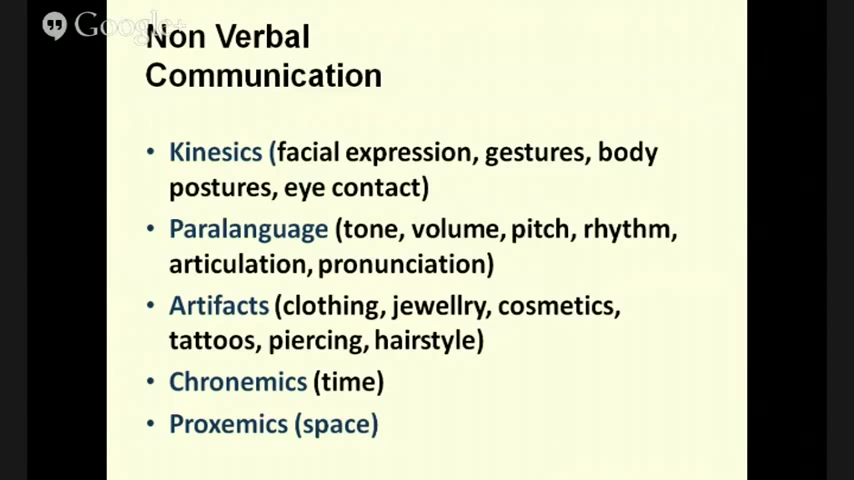 Google+
Non Verbal
Communication
• Kinesics (facial expression, gestures, body
postures, eye contact)
• Paralanguage (tone, volume, pitch, rhythm,
articulation, pronunciation)
• Artifacts (clothing, jewellry, cosmetics,
tattoos, piercing, hairstyle)
• Chronemics (time)
• Proxemics (space)